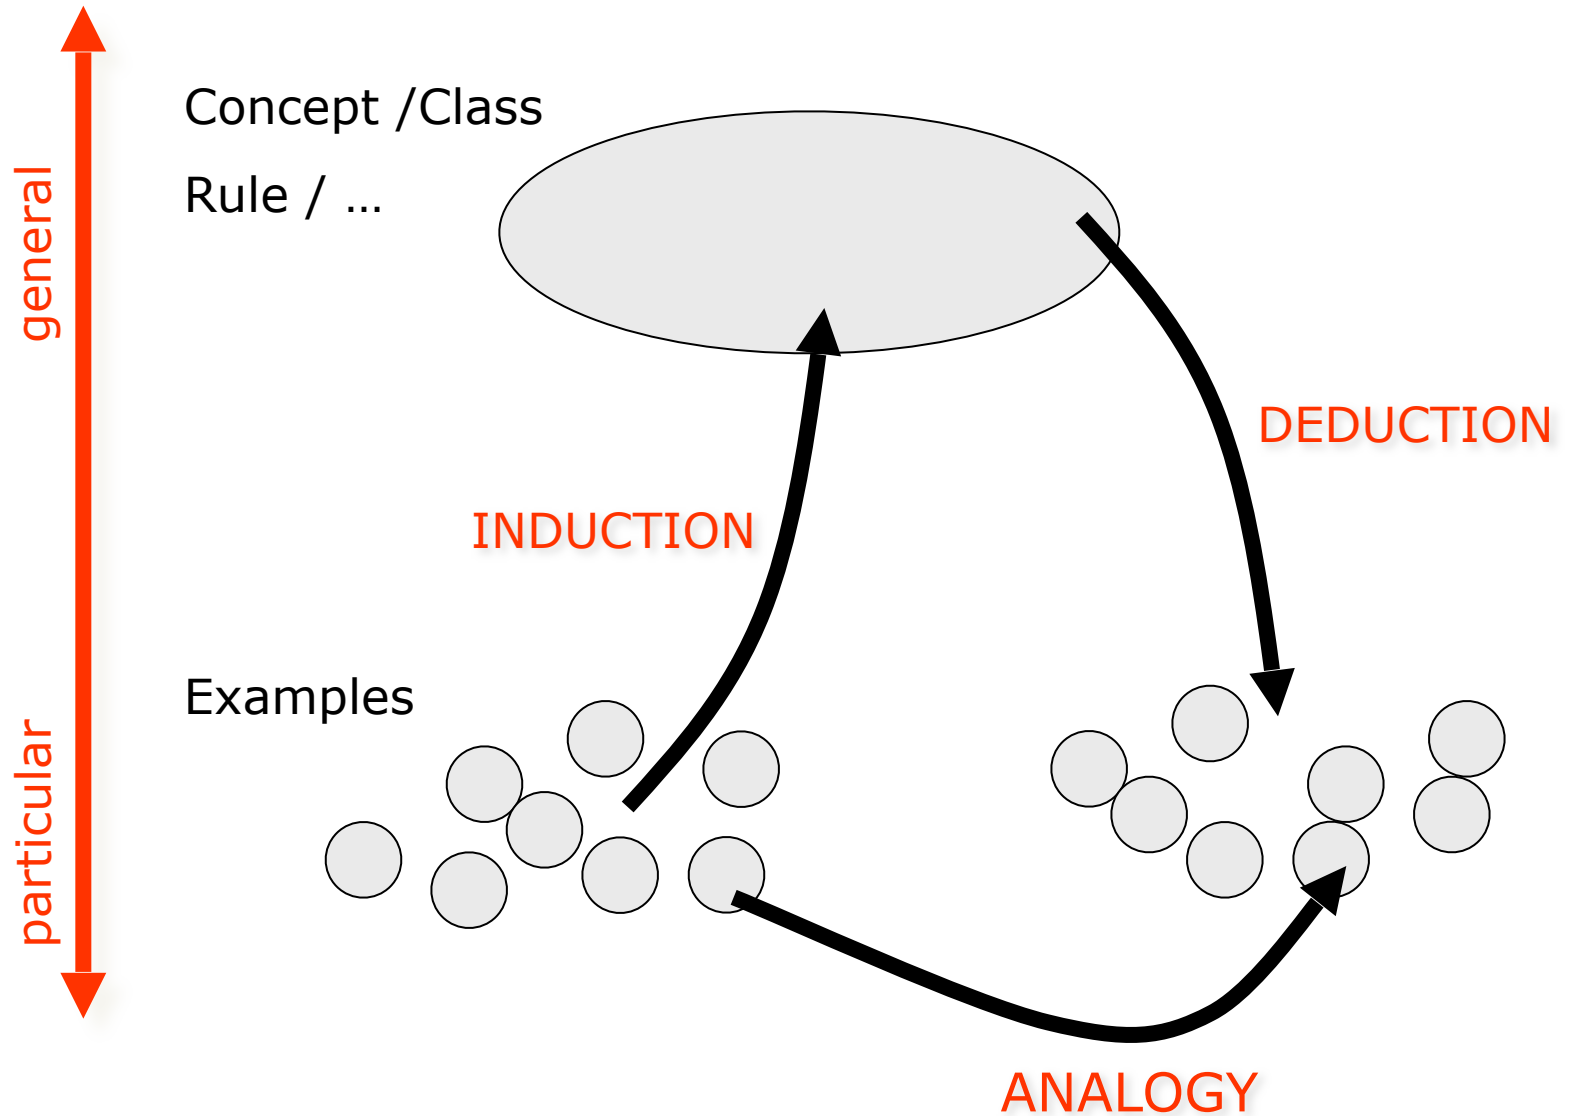 Concept /Class
Rule / …
general
DEDUCTION
INDUCTION
Examples
particular
ANALOGY